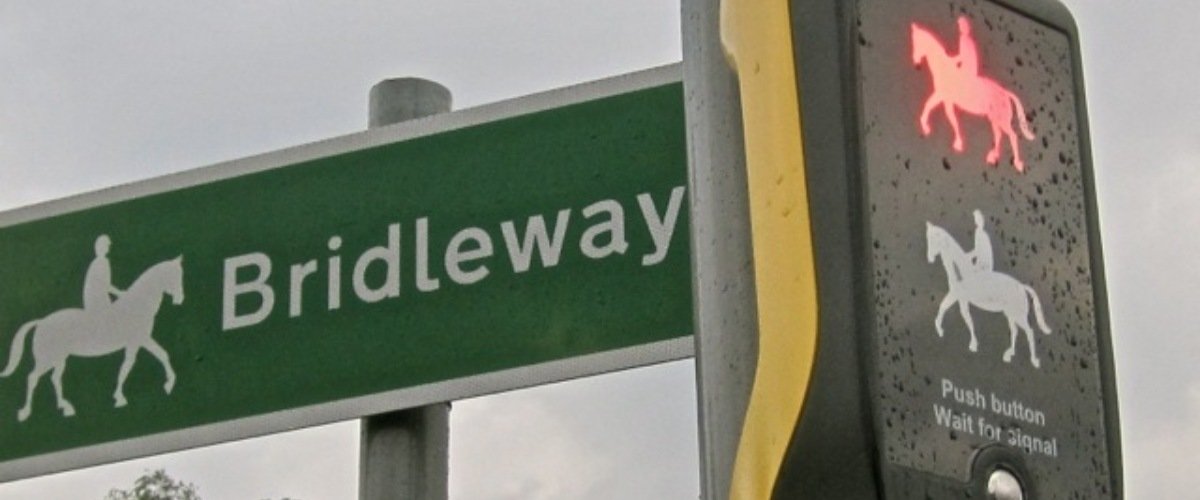 Bridleway
Push button
Wait for signal